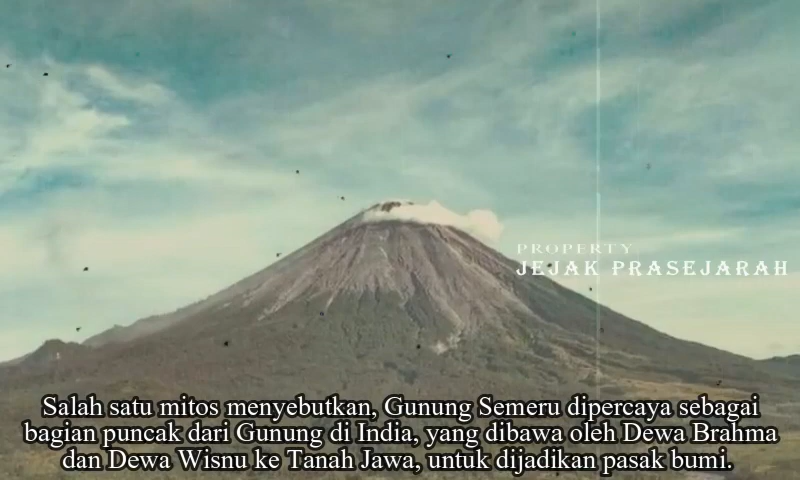 PROPERTY
JEJAK PRASEJARAH
Salah satu mitos menyebutkan, Gunung Semeru dipercaya sebagai
bagian puncak dari Gunung di India, yang dibawa oleh Dewa Brahma
dan Dewa Wisnu ke Tanah Jawa, untuk dijadikan pasak bumi.